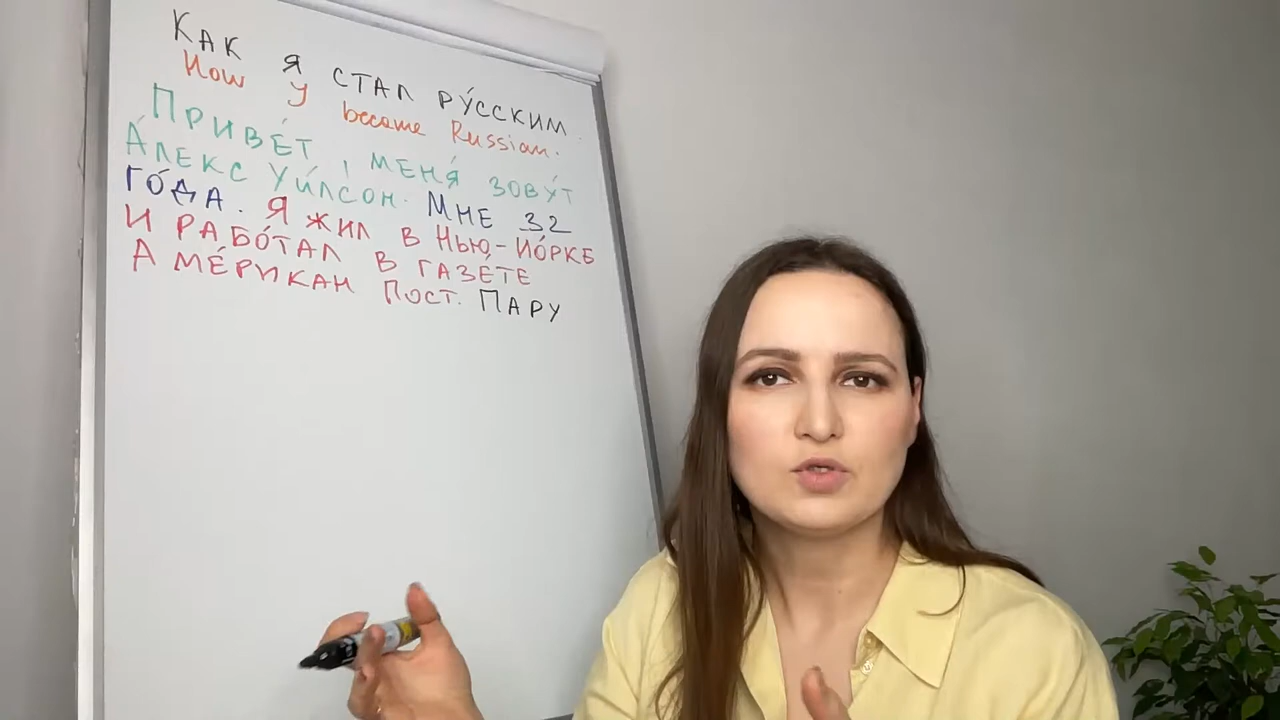 Как я стал ру́сским.
How y became Russian.
Приве́т, меня́ зову́т
А́лекс Уи́лсон. Мне 32
го́да. Я жил в Нью-Йо́рке
и рабо́тал в газе́те
Аме́рикан Пост. Пару